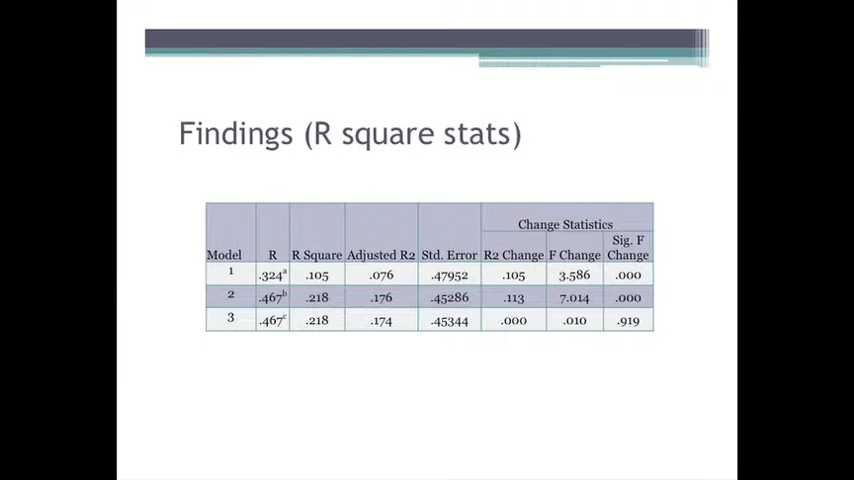 Findings (R square stats)
Change Statistics
Model R R Square Adjusted R2 Std. Error R2 Change F Change Sig. F Change
1 .324a .105 .076 .47952 .105 3.586 .000
2 .467b .218 .176 .45286 .113 7.014 .000
3 .467c .218 .174 .45344 .000 .010 .919